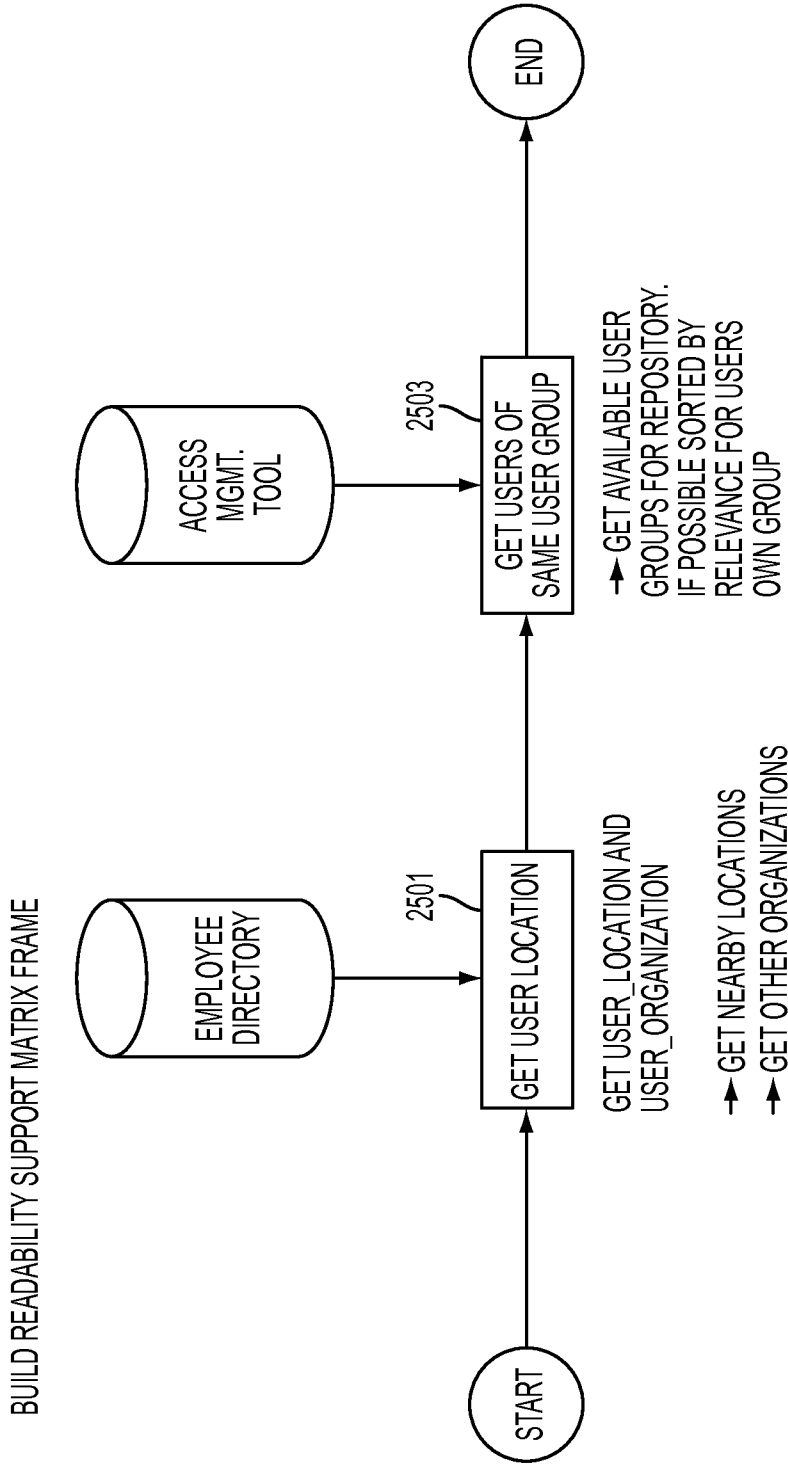 BUILD READABILITY SUPPORT MATRIX FRAME
EMPLOYEE
DIRECTORY
ACCESS
MGMT.
TOOL
START
2501
GET USER LOCATION
2503
GET USERS OF
SAME USER GROUP
END
GET USER_LOCATION AND
USER_ORGANIZATION
→ GET NEARBY LOCATIONS
→ GET OTHER ORGANIZATIONS
→ GET AVAILABLE USER
GROUPS FOR REPOSITORY.
IF POSSIBLE SORTED BY
RELEVANCE FOR USERS
OWN GROUP